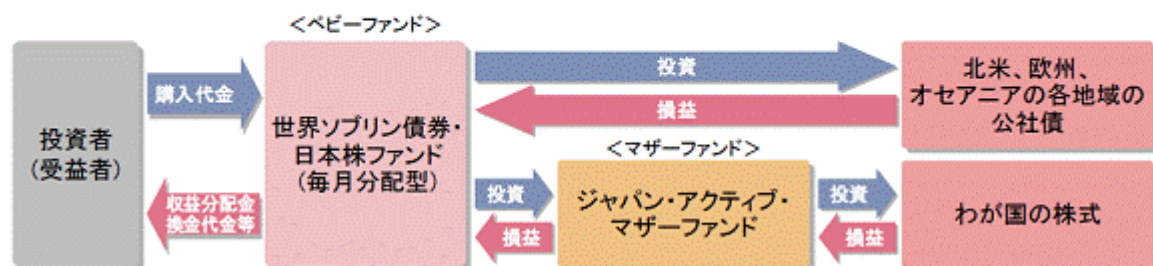 <ベビーファンド>
投資者
(受益者)
購入代金
収益分配金
換金代金等
世界ソブリン債券・
日本株ファンド
(毎月分配型)
投資
損益
北米、欧州、
オセアニアの各地域の
公社債
<マザーファンド>
投資
損益
ジャパン・アクティブ・
マザーファンド
投資
損益
わが国の株式